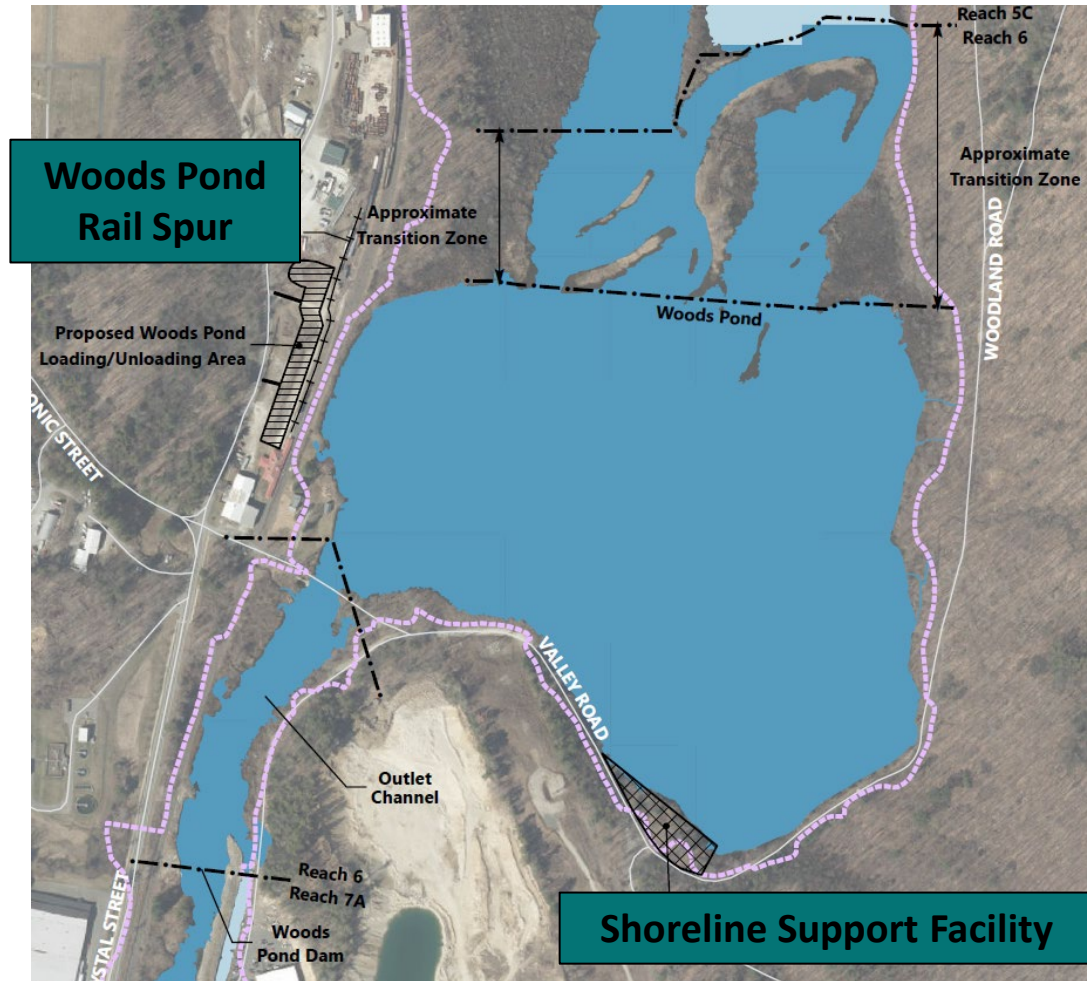 Reach 5C
Reach 6
Woods Pond
Rail Spur
Approximate
Transition Zone
Approximate
Transition Zone
WOODLAND ROAD
Woods Pond
Proposed Woods Pond
Loading/Unloading Area
ONIC STREET
VALLEY ROAD
Outlet
Channel
Reach 6
Reach 7A
Woods
Pond Dam
YSTAL STREET
Shoreline Support Facility